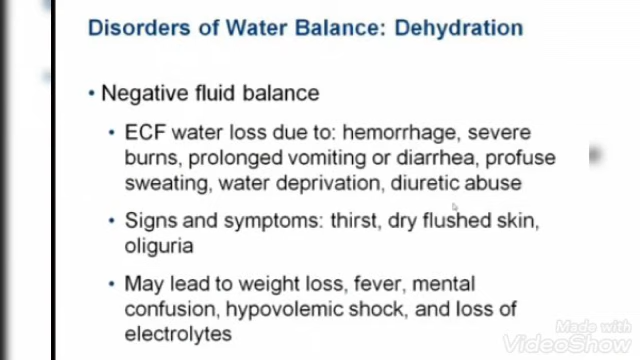 Disorders of Water Balance: Dehydration
• Negative fluid balance
• ECF water loss due to: hemorrhage, severe
burns, prolonged vomiting or diarrhea, profuse
sweating, water deprivation, diuretic abuse
• Signs and symptoms: thirst, dry flushed skin,
oliguria
• May lead to weight loss, fever, mental
confusion, hypovolemic shock, and loss of
electrolytes
Made with
VideoShow